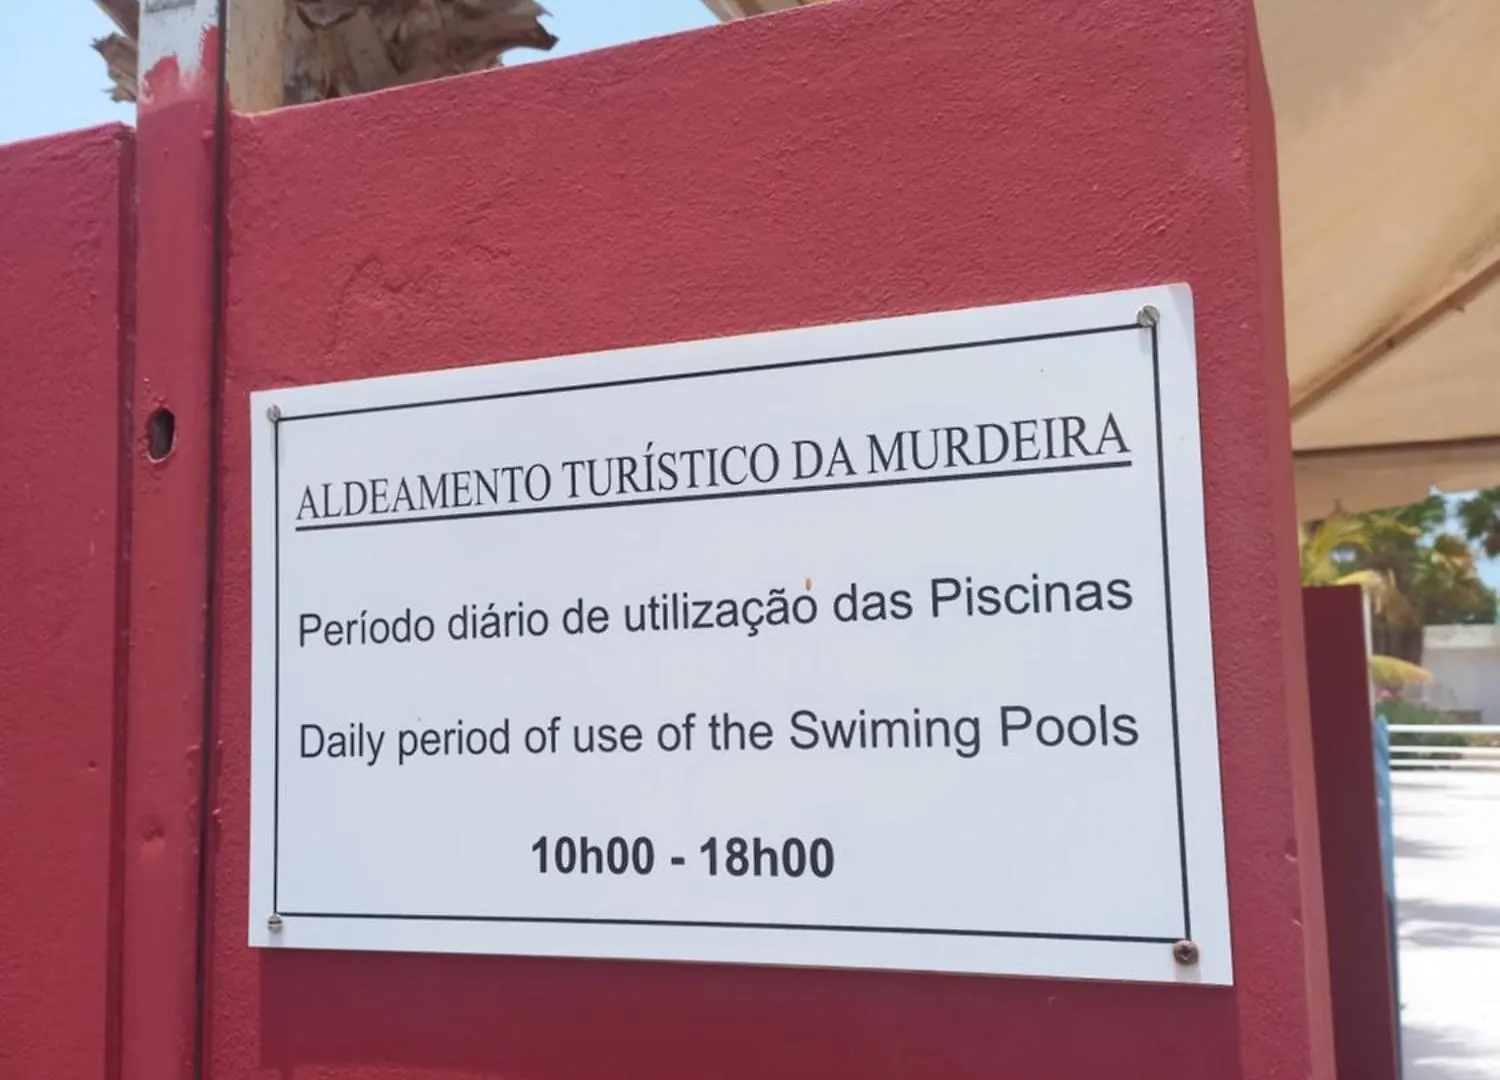 ALDEAMENTO TURÍSTICO DA MURDEIRA
Período diário de utilização das Piscinas
Daily period of use of the Swiming Pools
10h00 - 18h00